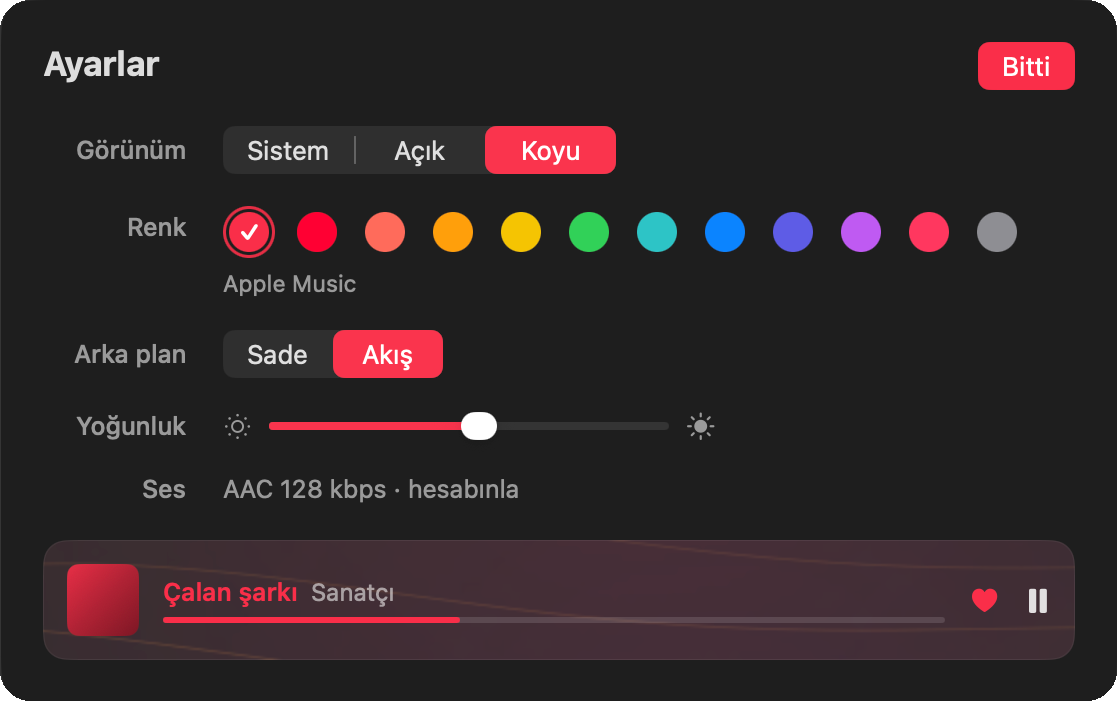 Ayarlar
Bitti
Görünüm
Sistem
Açık
Koyu
Renk
Apple Music
Arka plan
Sade
Akış
Yoğunluk
Ses
AAC 128 kbps · hesabınla
Çalan şarkı Sanatçı